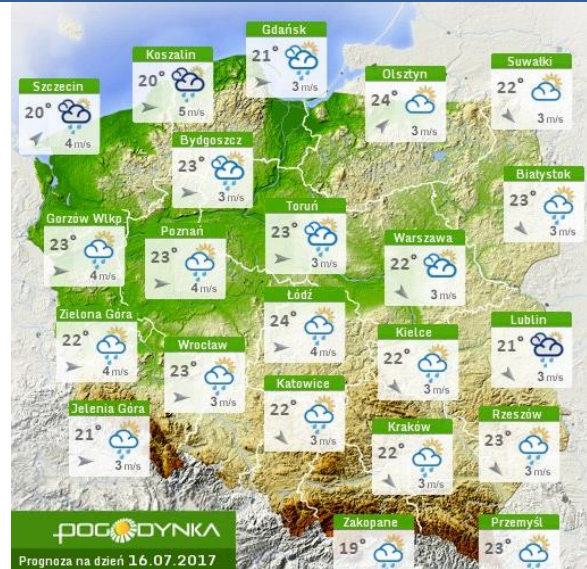 Gdańsk
21°
3 m/s
Koszalin
20°
5 m/s
Szczecin
20°
4 m/s
Olsztyn
24°
3 m/s
Suwałki
22°
3 m/s
Bydgoszcz
23°
3 m/s
Białystok
23°
3 m/s
Gorzów Wlkp
23°
4 m/s
Poznań
23°
4 m/s
Toruń
23°
3 m/s
Warszawa
22°
3 m/s
Zielona Góra
22°
4 m/s
Łódź
24°
4 m/s
Wrocław
23°
3 m/s
Kielce
22°
3 m/s
Lublin
21°
3 m/s
Jelenia Góra
21°
3 m/s
Katowice
22°
3 m/s
Kraków
22°
3 m/s
Rzeszów
23°
3 m/s
Zakopane
19°
Przemyśl
23°
POGODYNKA
Prognoza na dzień 16.07.2017